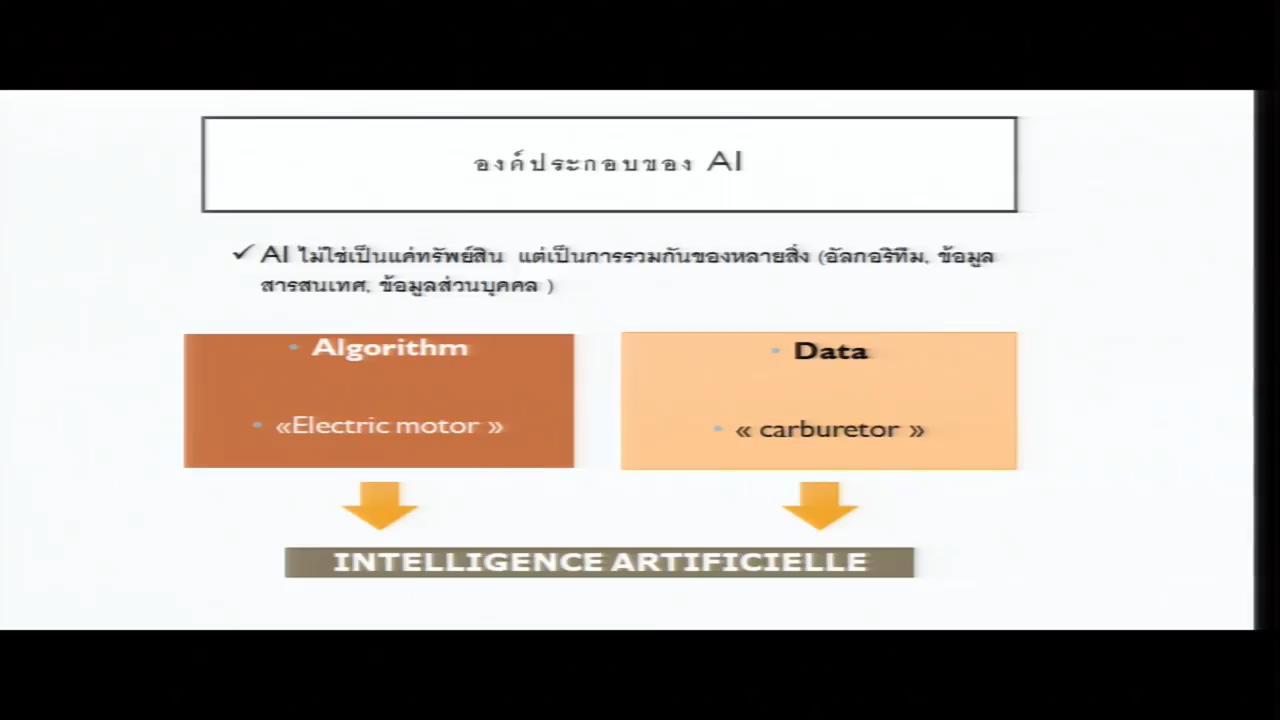 องค์ประกอบของ AI
✓ AI ไม่ใช่เป็นแค่ทรัพย์สิน แต่เป็นการรวมกันของหลายสิ่ง (อัลกอริทึม, ข้อมูล
สารสนเทศ, ข้อมูลส่วนบุคคล )
• Algorithm
• «Electric motor »
• Data
• « carburetor »
INTELLIGENCE ARTIFICIELLE